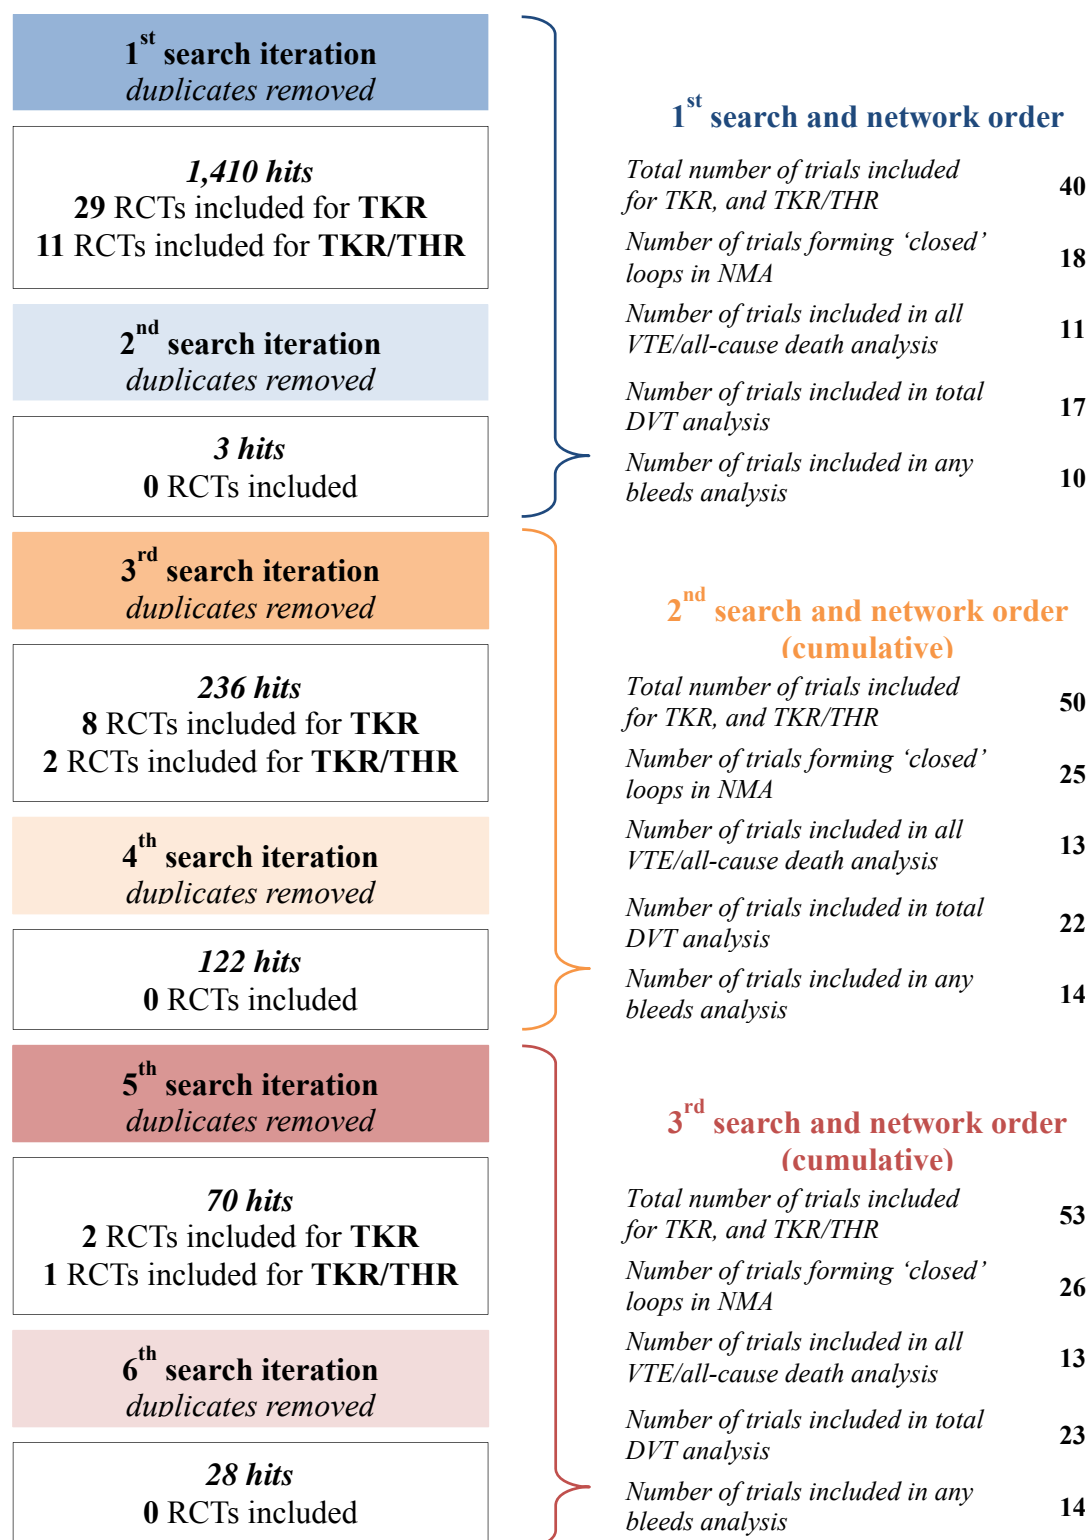 1st search iteration
duplicates removed
1,410 hits
29 RCTs included for TKR
11 RCTs included for TKR/THR
2nd search iteration
duplicates removed
3 hits
0 RCTs included
1st search and network order
Total number of trials included
for TKR, and TKR/THR 40
Number of trials forming ‘closed’
loops in NMA 18
Number of trials included in all
VTE/all-cause death analysis 11
Number of trials included in total
DVT analysis 17
Number of trials included in any
bleeds analysis 10
3rd search iteration
duplicates removed
236 hits
8 RCTs included for TKR
2 RCTs included for TKR/THR
4th search iteration
duplicates removed
122 hits
0 RCTs included
2nd search and network order
(cumulative)
Total number of trials included
for TKR, and TKR/THR 50
Number of trials forming ‘closed’
loops in NMA 25
Number of trials included in all
VTE/all-cause death analysis 13
Number of trials included in total
DVT analysis 22
Number of trials included in any
bleeds analysis 14
5th search iteration
duplicates removed
70 hits
2 RCTs included for TKR
1 RCTs included for TKR/THR
6th search iteration
duplicates removed
28 hits
0 RCTs included
3rd search and network order
(cumulative)
Total number of trials included
for TKR, and TKR/THR 53
Number of trials forming ‘closed’
loops in NMA 26
Number of trials included in all
VTE/all-cause death analysis 13
Number of trials included in total
DVT analysis 23
Number of trials included in any
bleeds analysis 14